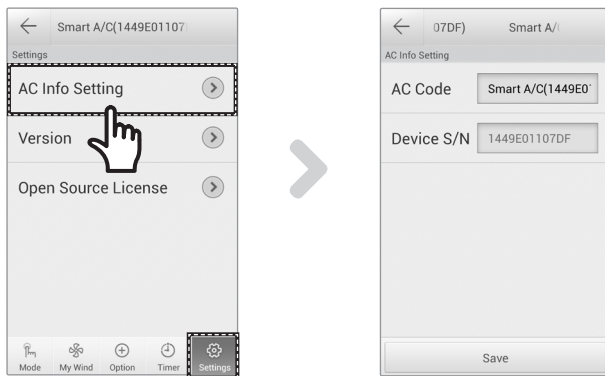 Smart A/C(1449E01107
Settings
AC Info Setting
Version
Open Source License
Mode My Wind Option Timer Settings
07DF) Smart A/
AC Info Setting
AC Code Smart A/C(1449E0
Device S/N 1449E01107DF
Save